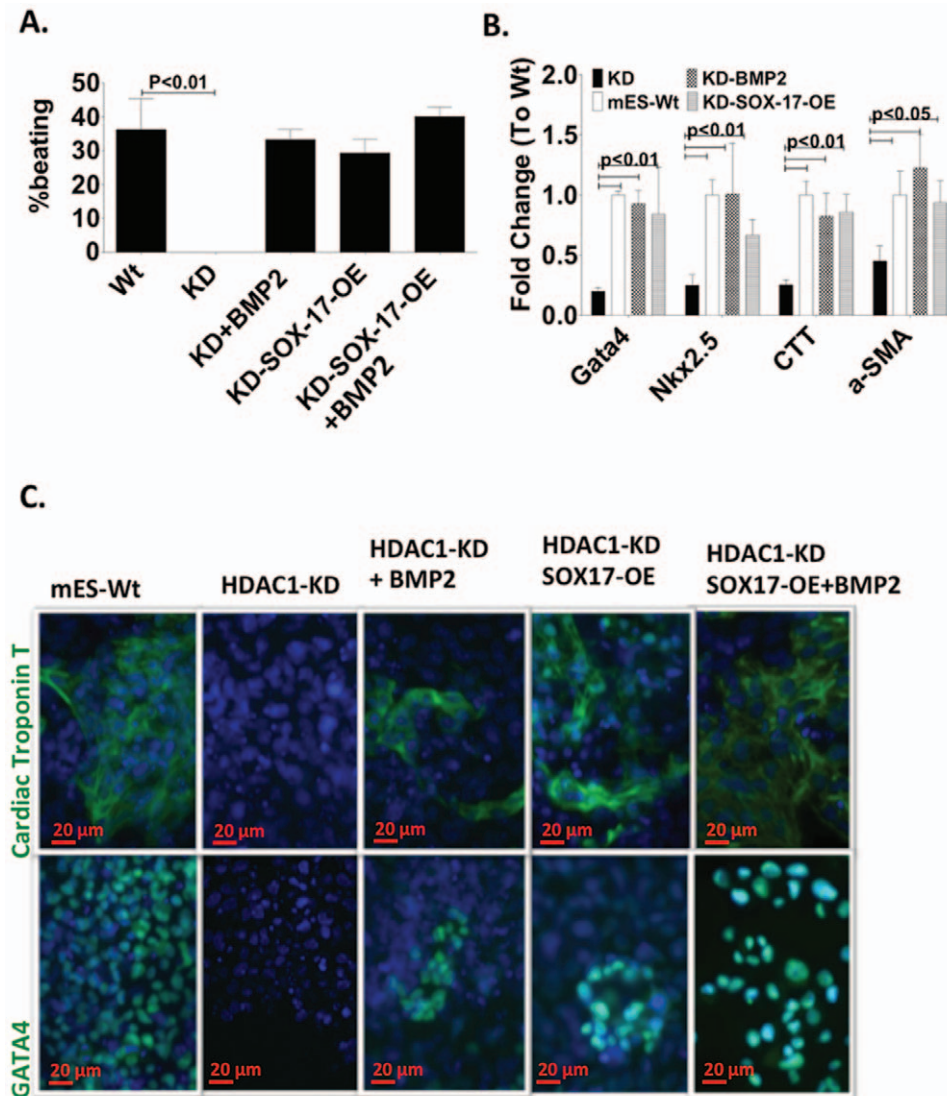 A.
P<0.01
50
40
30
20
10
0
%beating
Wt
KD
KD+BMP2
KD-SOX-17-OE
KD-SOX-17-OE
+BMP2
B.
KD
KD-BMP2
mES-Wt
KD-SOX-17-OE
2.0
1.5
1.0
0.5
0.0
Fold Change (To Wt)
p<0.01
p<0.01
p<0.01
p<0.05
Gata4
Nkx2.5
CTT
a-SMA
C.
mES-Wt
HDAC1-KD
HDAC1-KD
+ BMP2
HDAC1-KD
SOX17-OE
HDAC1-KD
SOX17-OE+BMP2
Cardiac Troponin T
20 µm
20 µm
20 µm
20 µm
20 µm
GATA4
20 µm
20 µm
20 µm
20 µm
20 µm